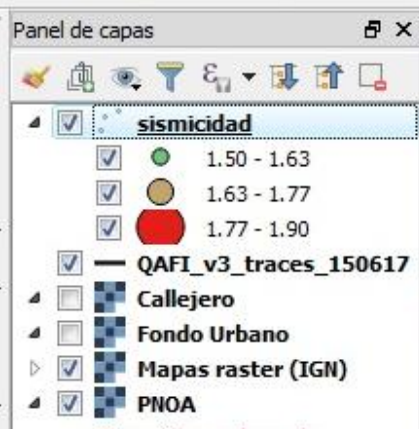 Panel de capas
sismicidad
1.50 - 1.63
1.63 - 1.77
1.77 - 1.90
QAFI_v3_traces_150617
Callejero
Fondo Urbano
Mapas raster (IGN)
PNOA